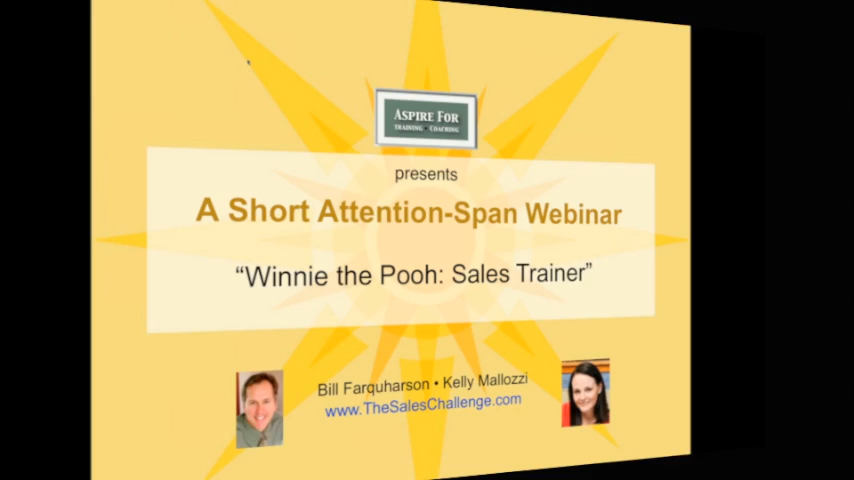 ASPIRE FOR
TRAINING • COACHING
presents
A Short Attention-Span Webinar
“Winnie the Pooh: Sales Trainer”
Bill Farquharson • Kelly Mallozzi
www.TheSalesChallenge.com